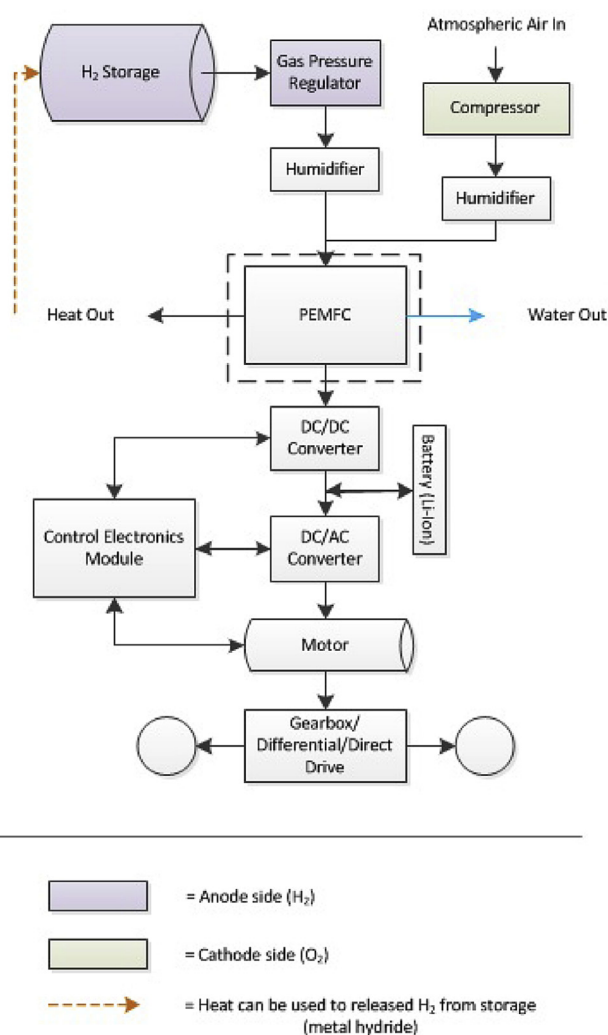 Atmospheric Air In
H₂ Storage
Gas Pressure
Regulator
Compressor
Humidifier
Humidifier
Heat Out
PEMFC
Water Out
DC/DC
Converter
Battery (Li-Ion)
Control Electronics
Module
DC/AC
Converter
Motor
Gearbox/
Differential/Direct
Drive
= Anode side (H₂)
= Cathode side (O₂)
= Heat can be used to released H₂ from storage
(metal hydride)